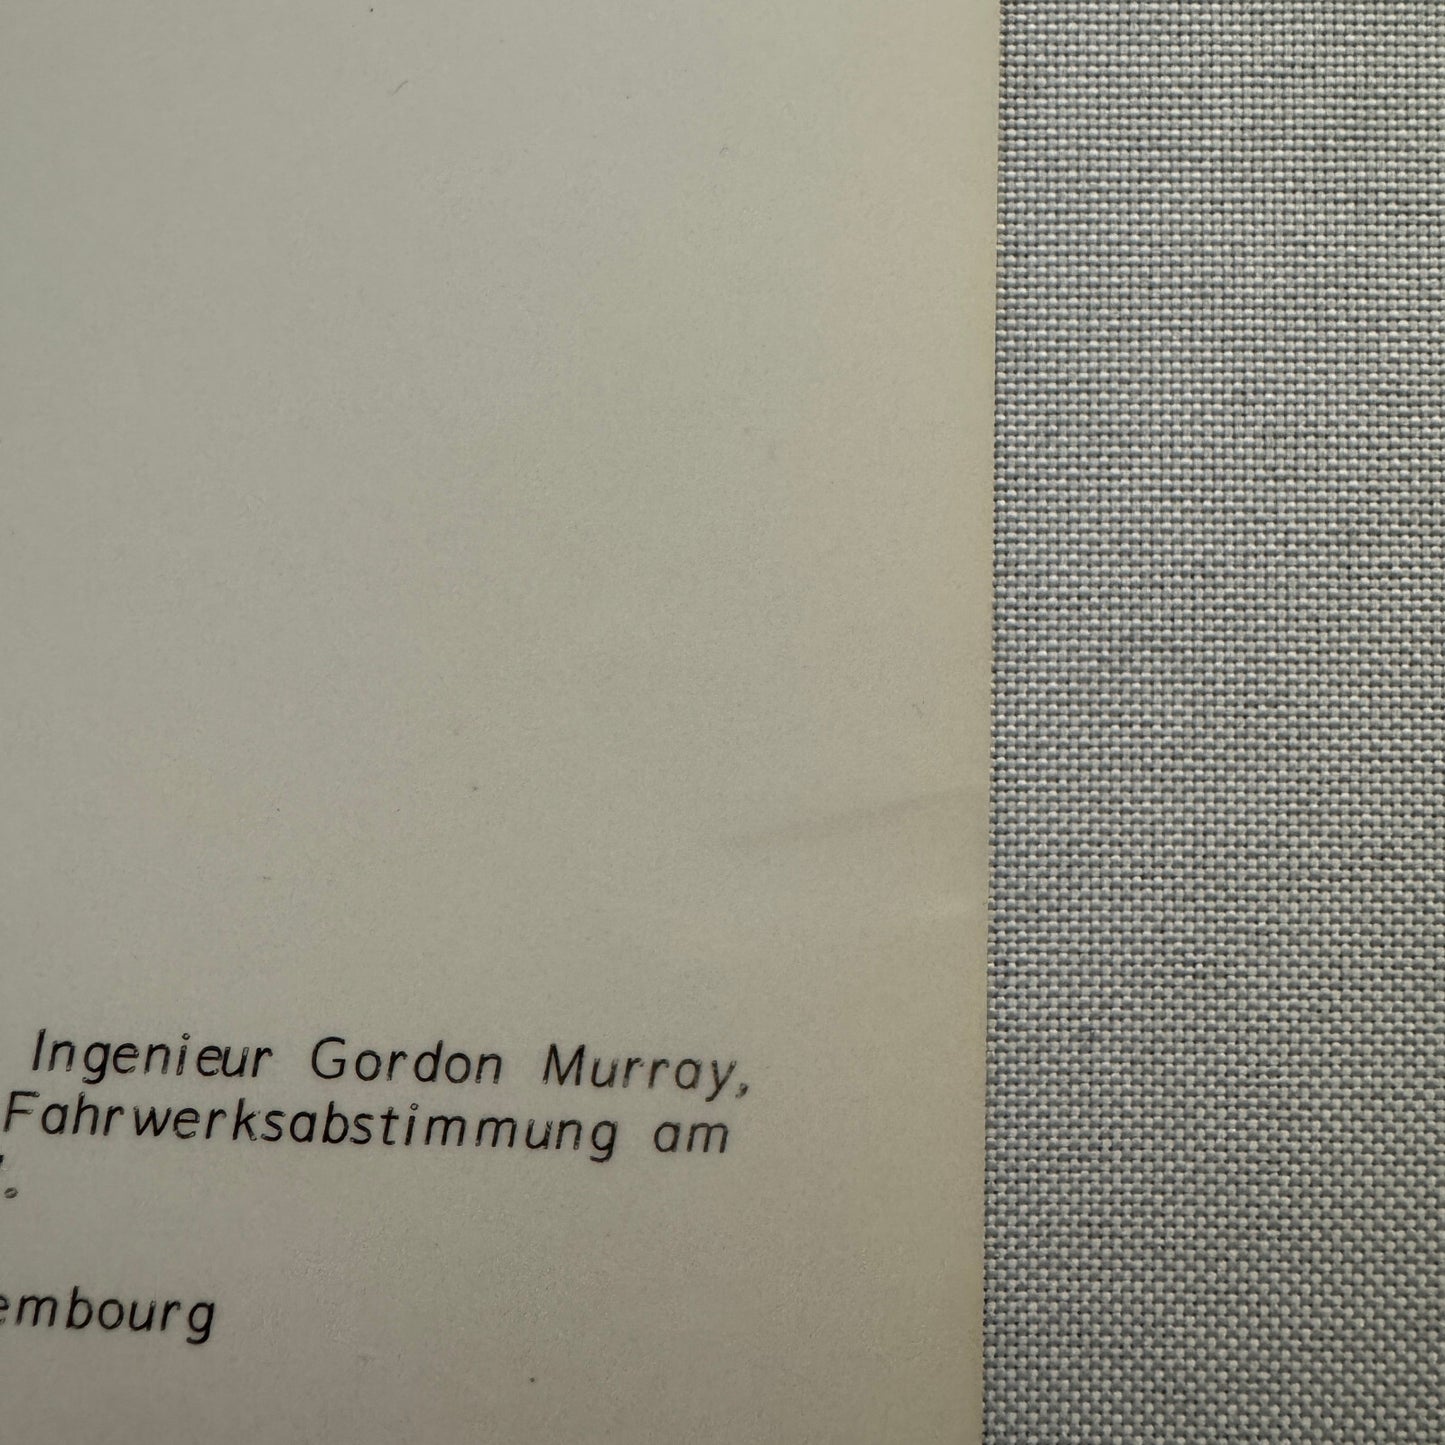 Ingenieur Gordon Murray,
Fahrwerksabstimmung am
.
embourg